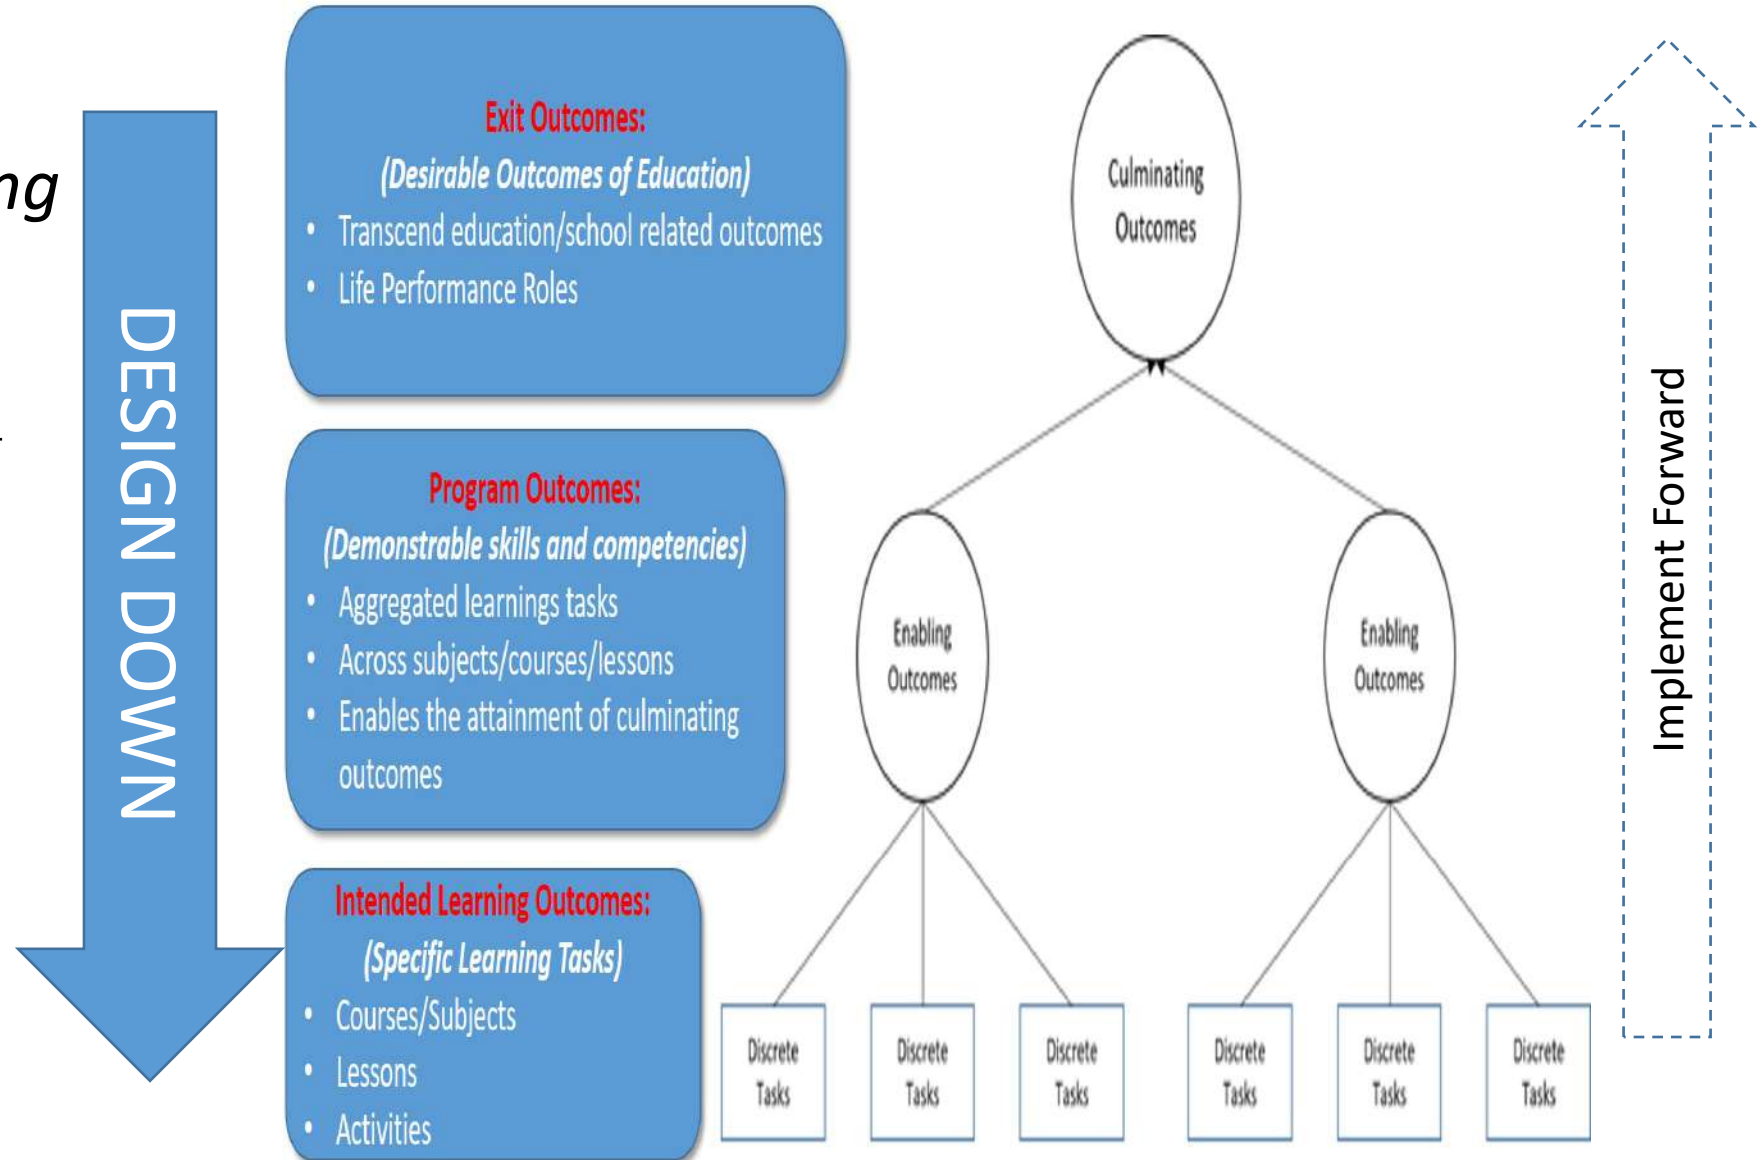 ng
DESIGN DOWN
Exit Outcomes:
(Desirable Outcomes of Education)
• Transcend education/school related outcomes
• Life Performance Roles
Program Outcomes:
(Demonstrable skills and competencies)
• Aggregated learnings tasks
• Across subjects/courses/lessons
• Enables the attainment of culminating
outcomes
Intended Learning Outcomes:
(Specific Learning Tasks)
• Courses/Subjects
• Lessons
• Activities
Culminating
Outcomes
Enabling
Outcomes
Enabling
Outcomes
Discrete
Tasks
Discrete
Tasks
Discrete
Tasks
Discrete
Tasks
Discrete
Tasks
Discrete
Tasks
Implement Forward